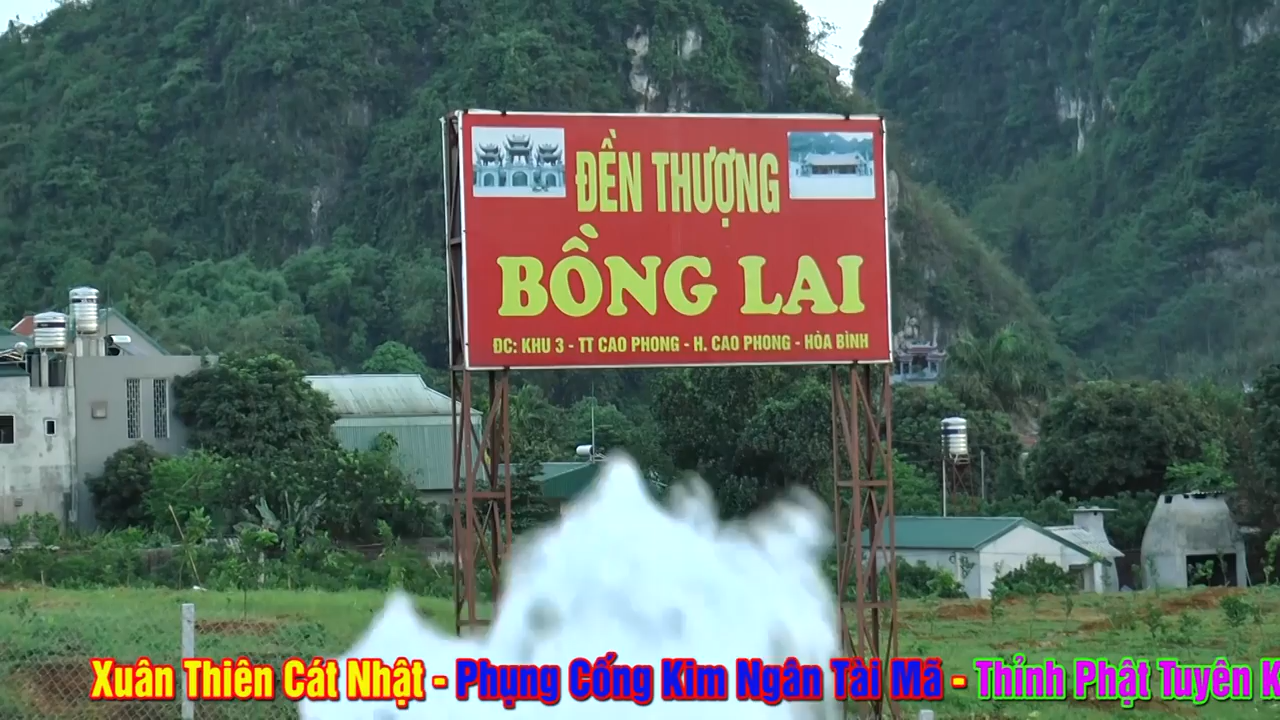 ĐỀN THƯỢNG
BỒNG LAI
ĐC: KHU 3 - TT CAO PHONG - H. CAO PHONG - HÒA BÌNH
Xuân Thiên Cát Nhật - Phụng Cổng Kim Ngân Tài Mã - Thỉnh Phật Tuyên K